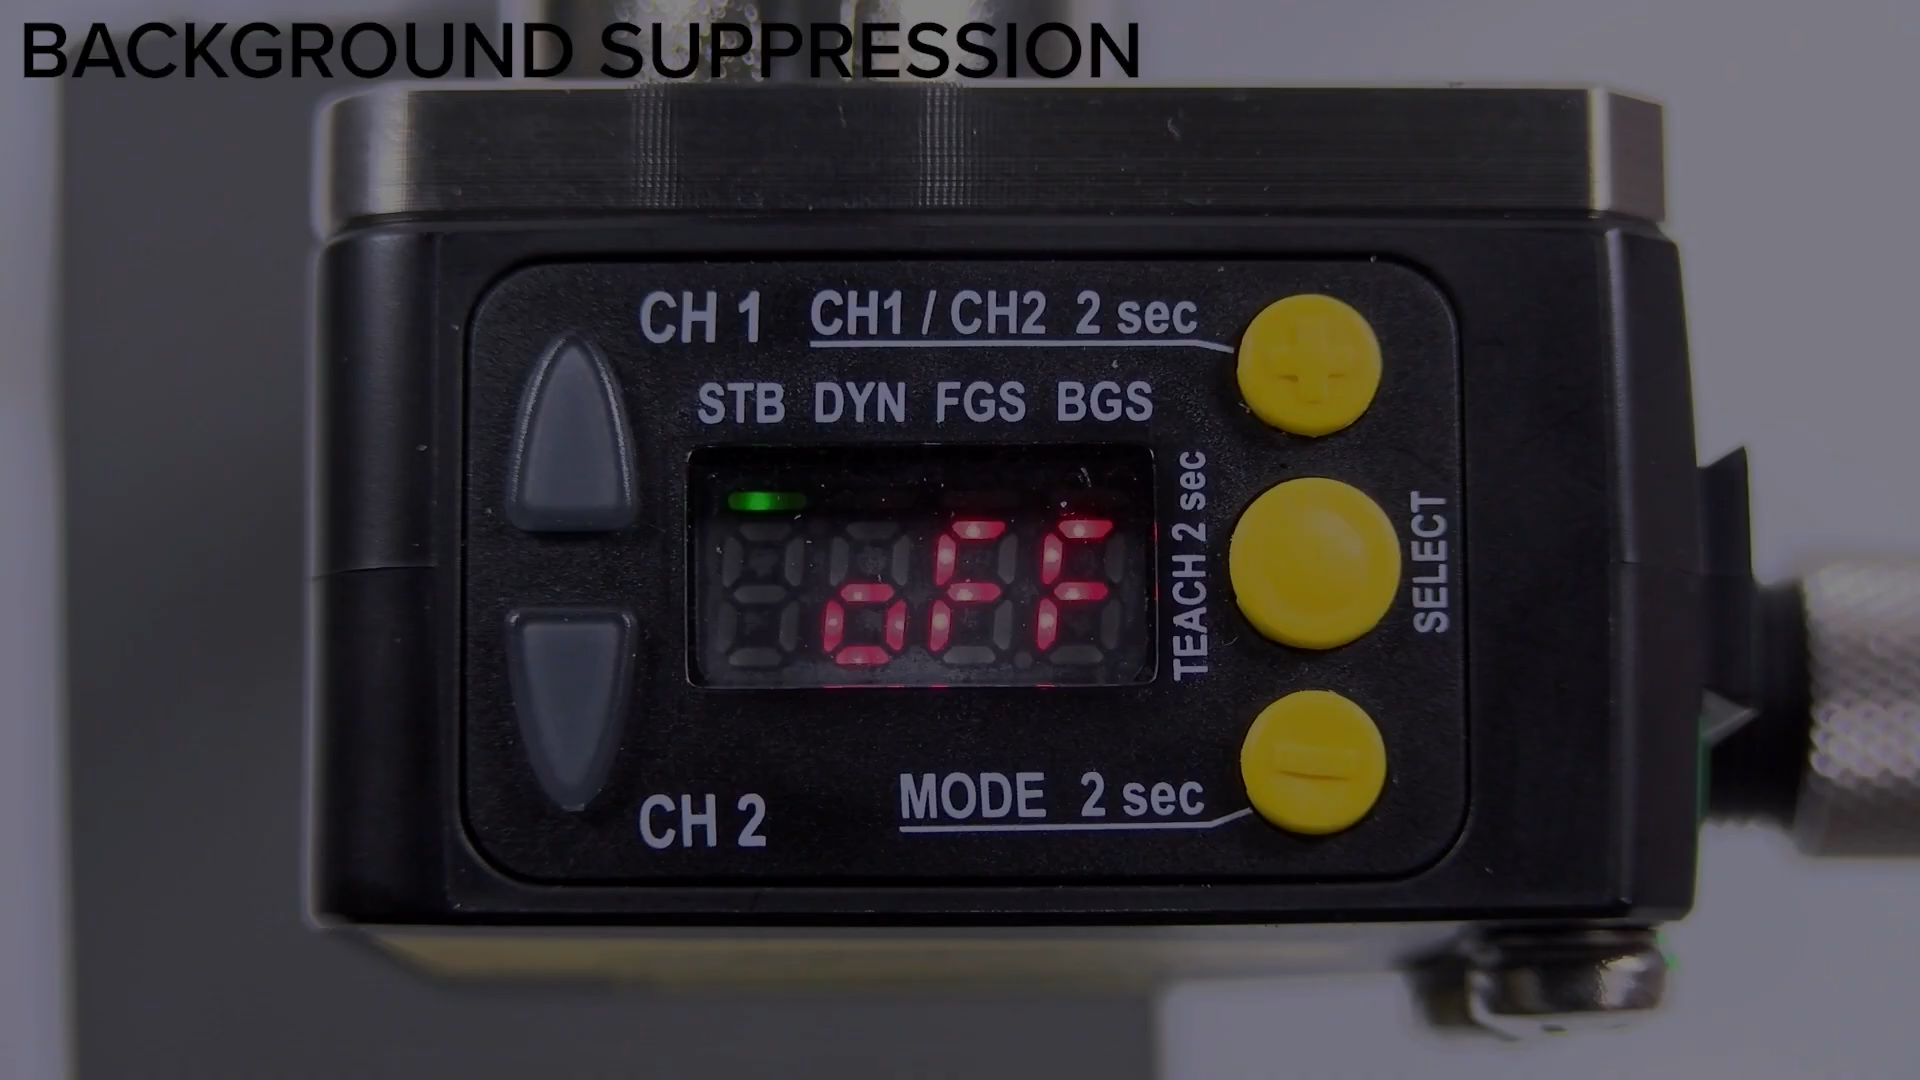 BACKGROUND SUPPRESSION
CH 1 CH1 / CH2 2 sec
STB DYN FGS BGS
oFF
TEACH 2 sec
SELECT
MODE 2 sec
CH 2